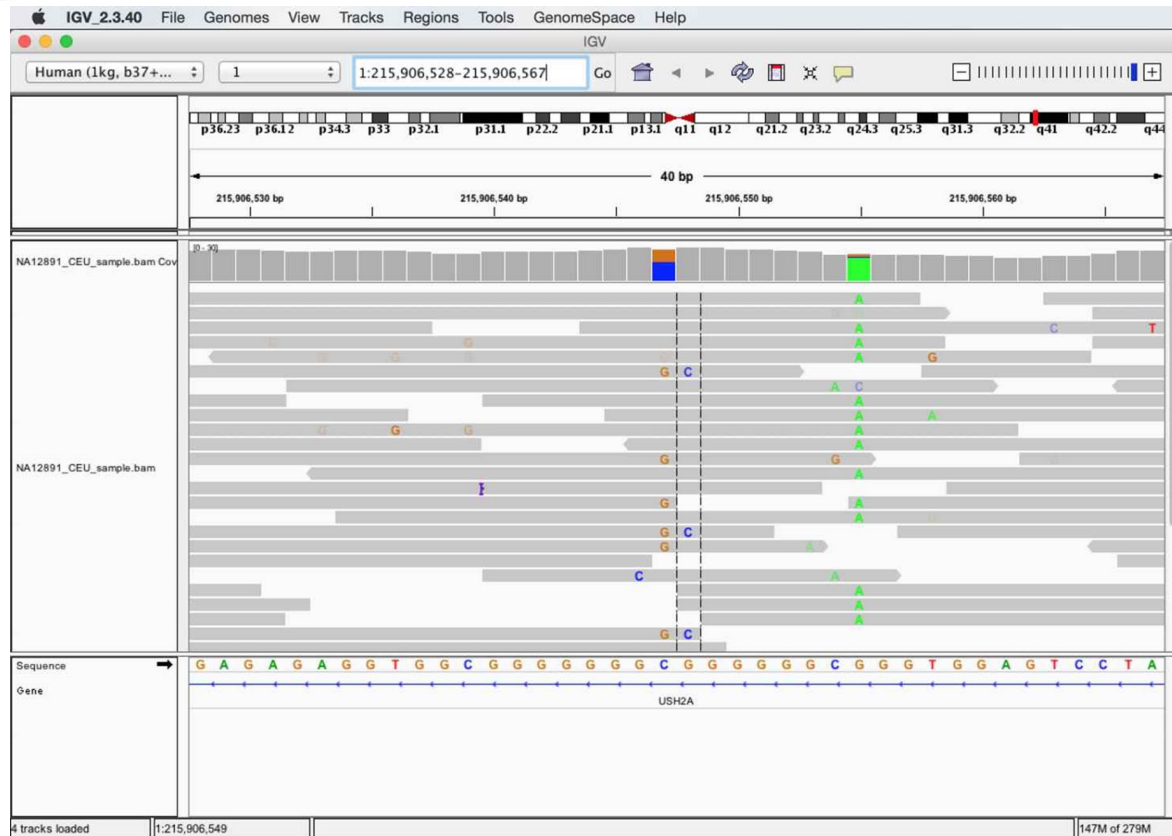 IGV_2.3.40 File Genomes View Tracks Regions Tools GenomeSpace Help
IGV
Human (1kg, b37+... 1 1:215,906,528-215,906,567 Go
p36.23 p36.12 p34.3 p33 p32.1 p31.1 p22.2 p21.1 p13.1 q11 q12 q21.2 q23.2 q24.3 q25.3 q31.3 q32.2 q41 q42.2 q44
40 bp
215,906,530 bp 215,906,540 bp 215,906,550 bp 215,906,560 bp
[0 - 30]
NA12891_CEU_sample.bam Cov
A
A C T
G A
G A G
G C
A C
A
A A
G G G A
A
G G
NA12891_CEU_sample.bam A
G A
A
G C
G A
C A
A
A
A
G C
Sequence G A G A G A G G T G G C G G G G G G G C G G G G G G C G G G T G G A G T C C T A
Gene
USH2A
4 tracks loaded 1:215,906,549 147M of 279M